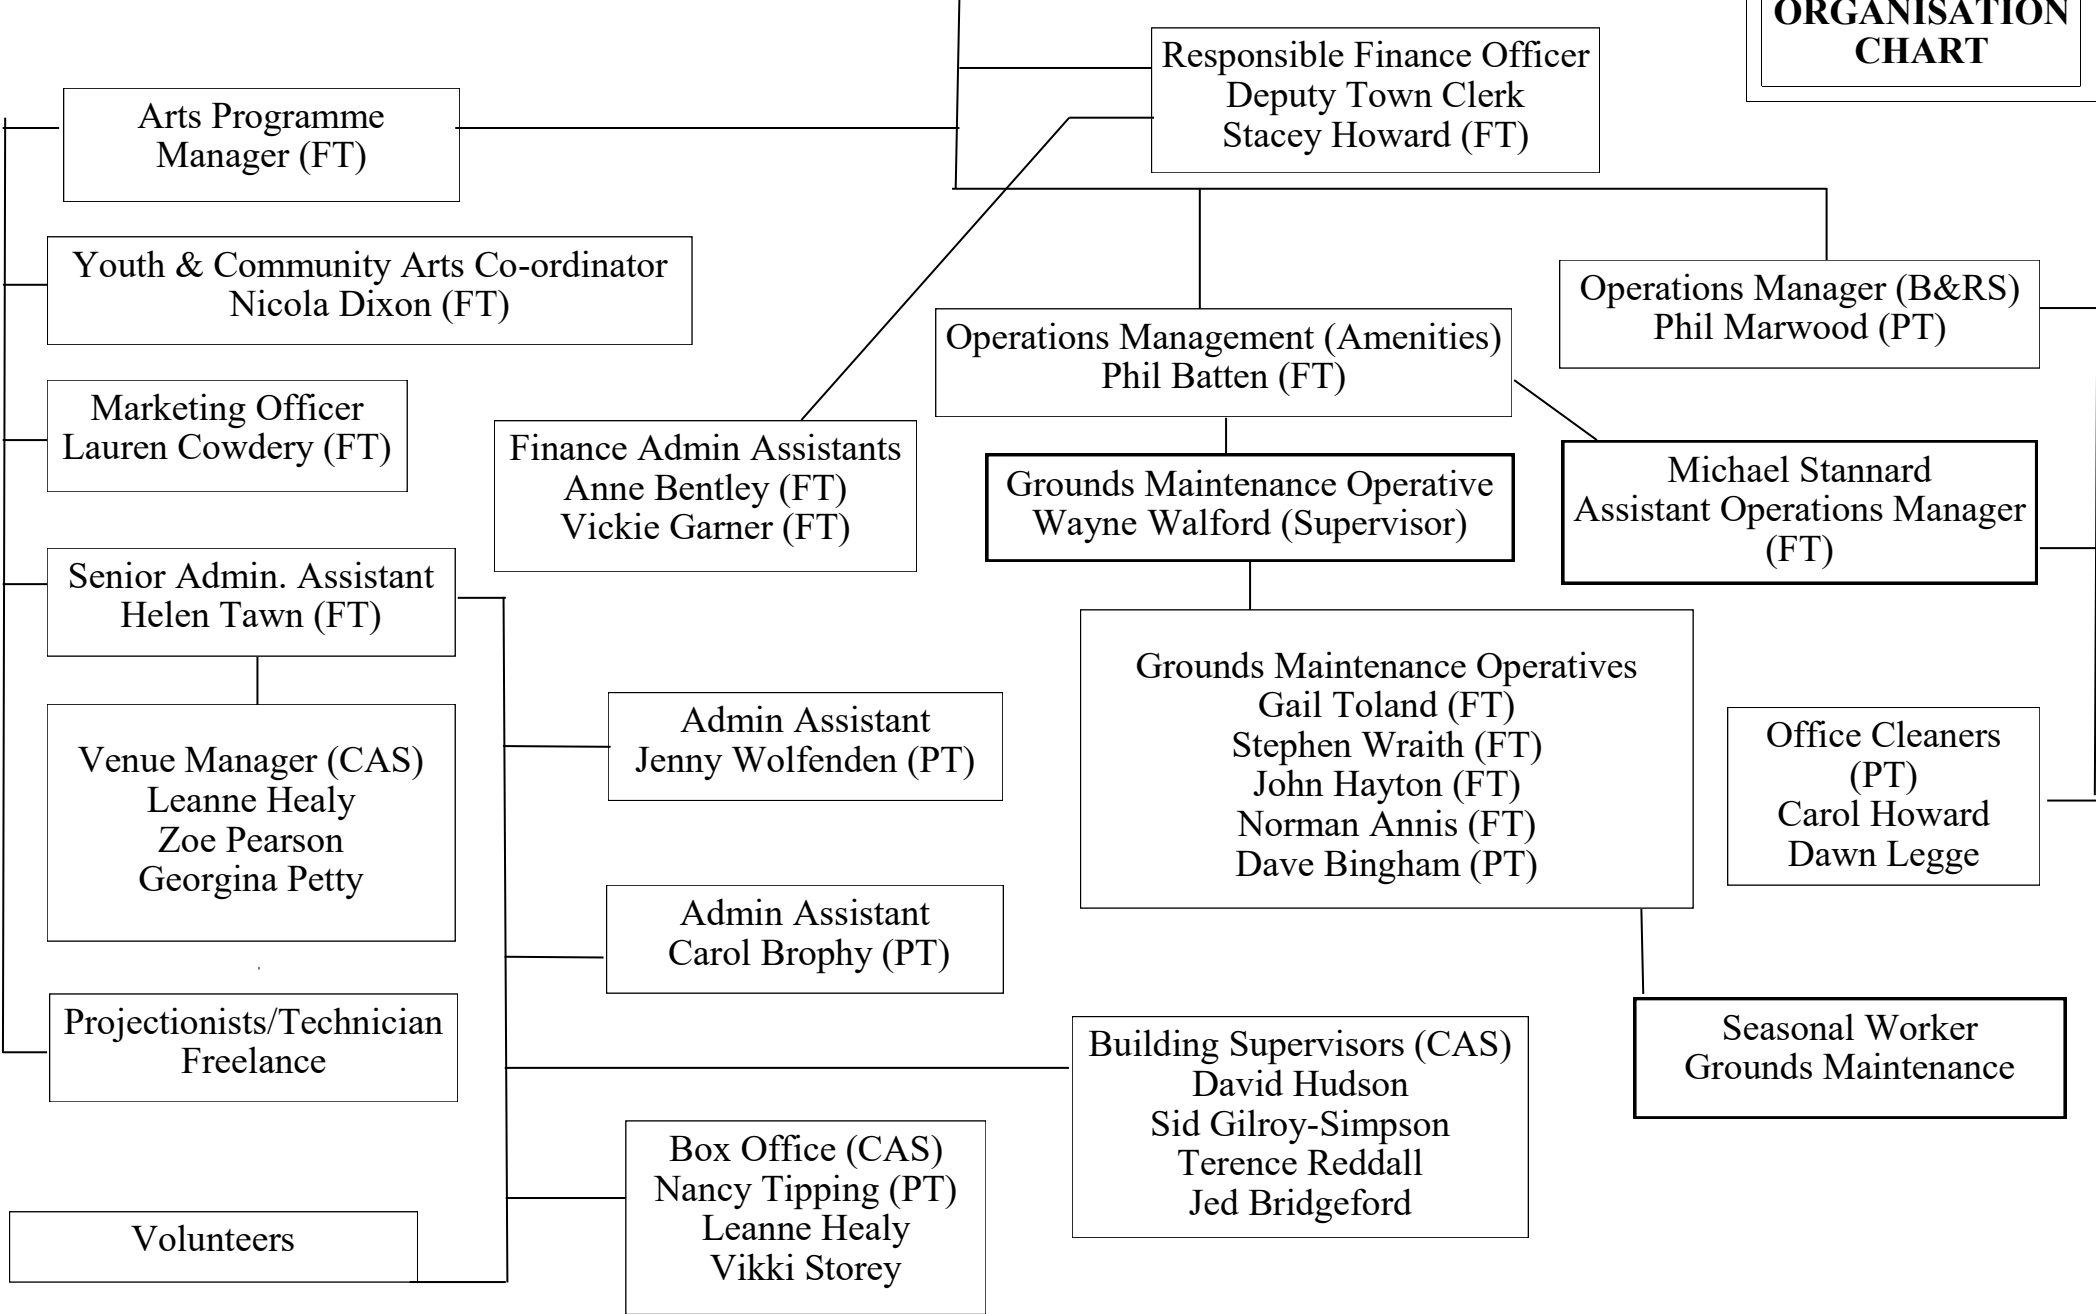 ORGANISATION
CHART
Responsible Finance Officer
Deputy Town Clerk
Stacey Howard (FT)
Arts Programme
Manager (FT)
Youth & Community Arts Co-ordinator
Nicola Dixon (FT)
Operations Manager (B&RS)
Phil Marwood (PT)
Operations Management (Amenities)
Phil Batten (FT)
Marketing Officer
Lauren Cowdery (FT)
Finance Admin Assistants
Anne Bentley (FT)
Vickie Garner (FT)
Grounds Maintenance Operative
Wayne Walford (Supervisor)
Michael Stannard
Assistant Operations Manager
(FT)
Senior Admin. Assistant
Helen Tawn (FT)
Grounds Maintenance Operatives
Gail Toland (FT)
Stephen Wraith (FT)
John Hayton (FT)
Norman Annis (FT)
Dave Bingham (PT)
Admin Assistant
Jenny Wolfenden (PT)
Office Cleaners
(PT)
Carol Howard
Dawn Legge
Venue Manager (CAS)
Leanne Healy
Zoe Pearson
Georgina Petty
Admin Assistant
Carol Brophy (PT)
Projectionists/Technician
Freelance
Seasonal Worker
Grounds Maintenance
Building Supervisors (CAS)
David Hudson
Sid Gilroy-Simpson
Terence Reddall
Jed Bridgeford
Box Office (CAS)
Nancy Tipping (PT)
Leanne Healy
Vikki Storey
Volunteers